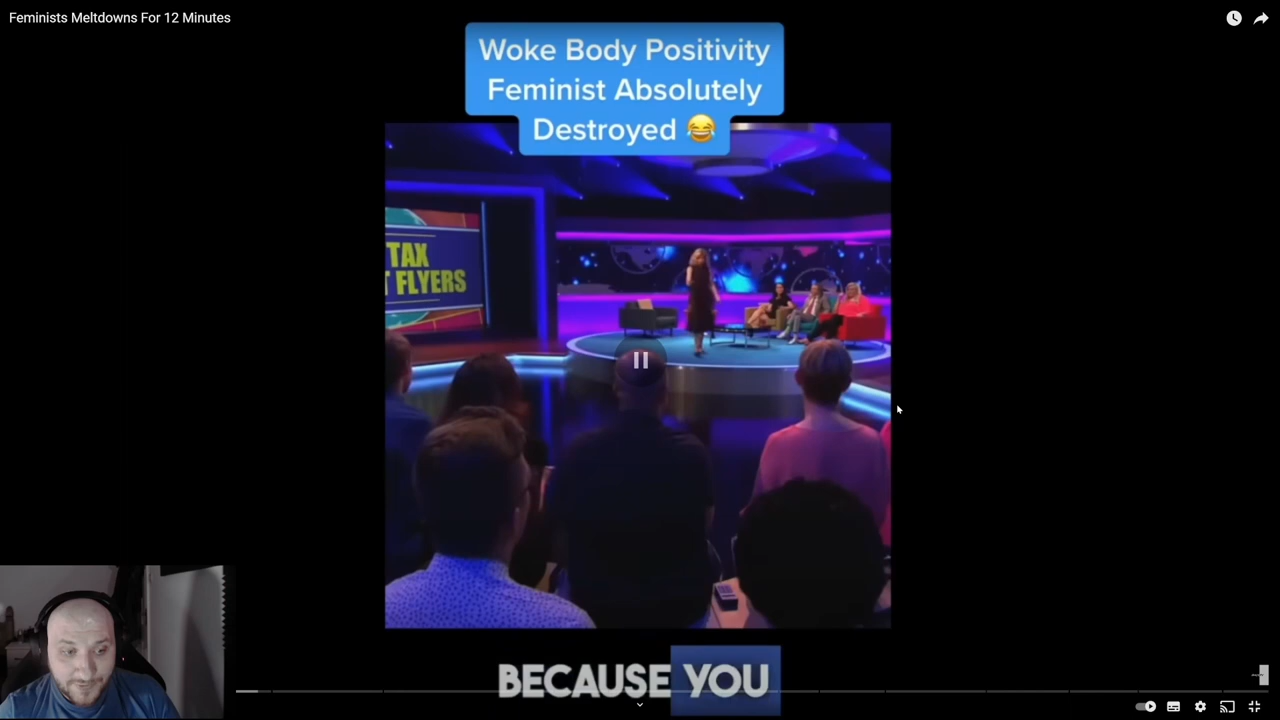 Feminists Meltdowns For 12 Minutes
Woke Body Positivity
Feminist Absolutely
Destroyed 😂
TAX
FLYERS
BECAUSE YOU